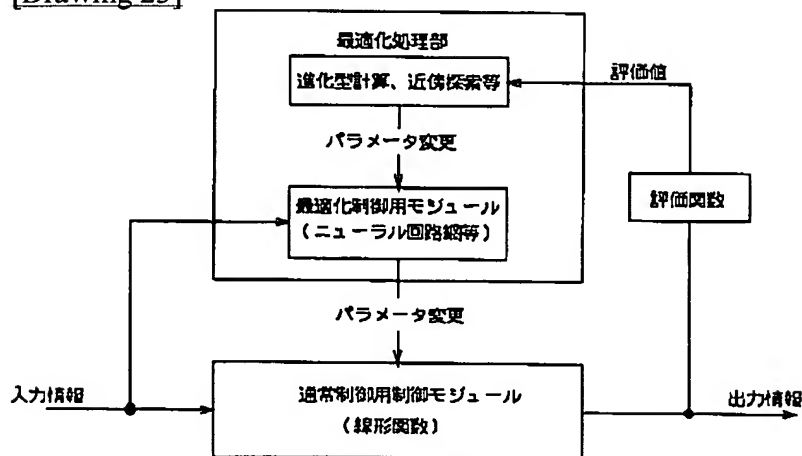 [Drawing 25]
最適化処理部
進化型計算、近傍探索等
評価値
パラメータ変更
最適化制御用モジュール
(ニューラル回路網等)
評価関数
パラメータ変更
入力情報
通常制御用制御モジュール
(線形関数)
出力情報